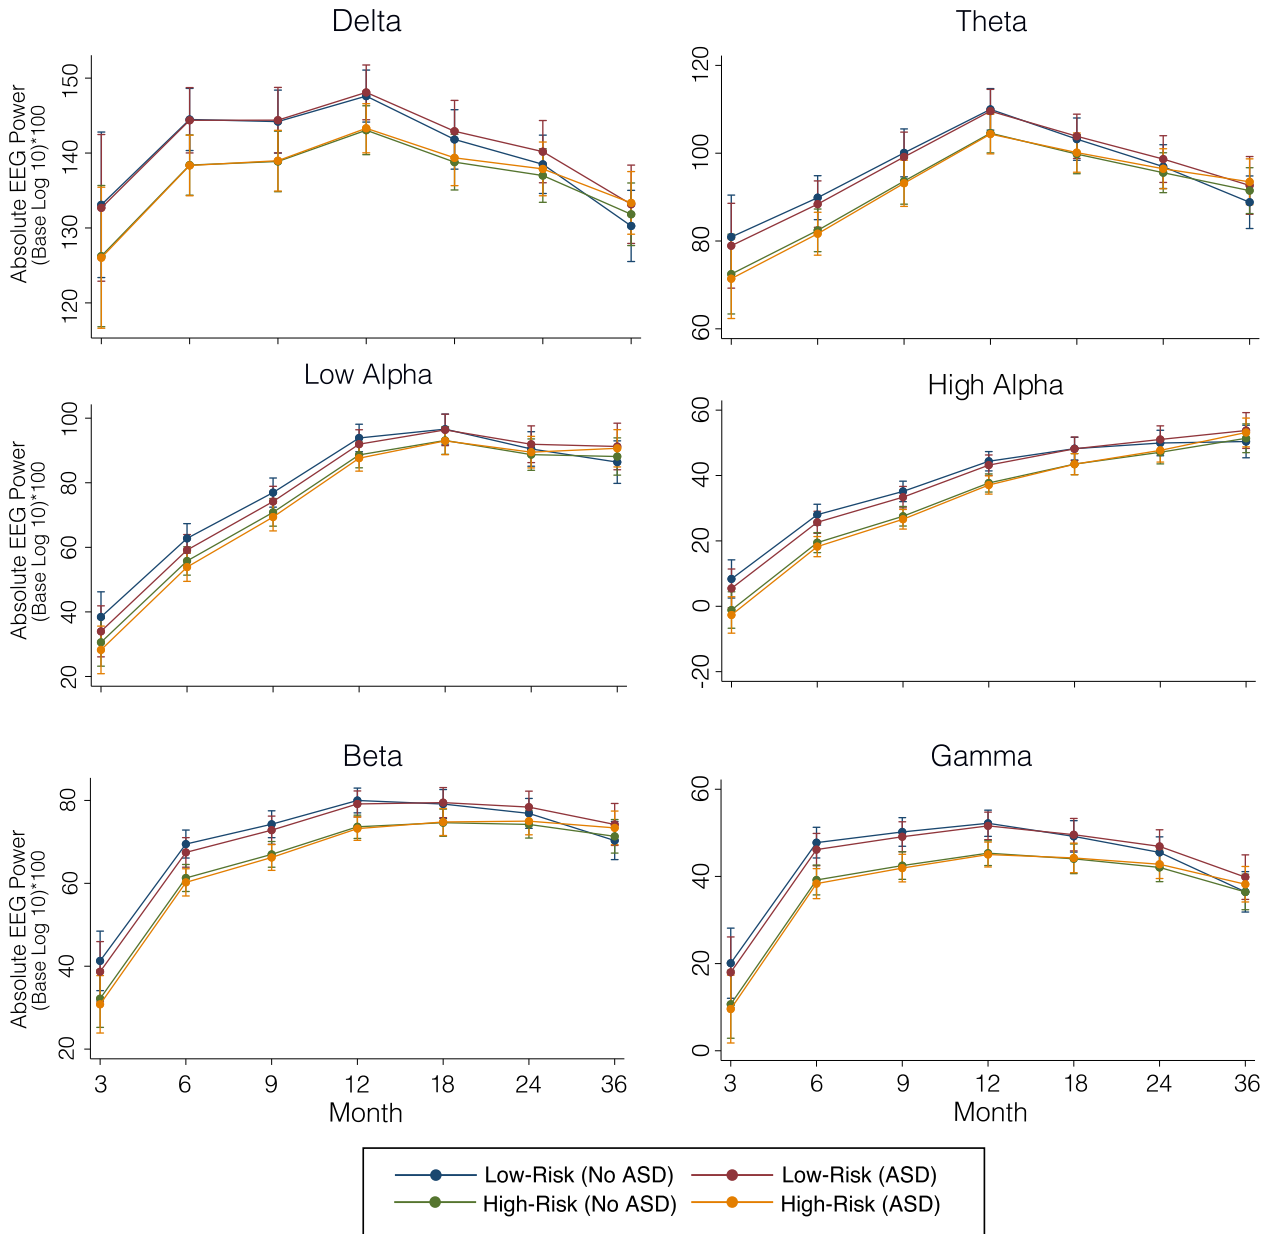 Delta
Theta
Absolute EEG Power
(Base Log 10)*100
150
140
130
120
120
100
80
60
Low Alpha
High Alpha
Absolute EEG Power
(Base Log 10)*100
100
80
60
40
20
60
40
20
0
-20
Beta
Gamma
Absolute EEG Power
(Base Log 10)*100
80
60
40
20
60
40
20
0
3 6 9 12 18 24 36
3 6 9 12 18 24 36
Month
Month
Low-Risk (No ASD) Low-Risk (ASD)
High-Risk (No ASD) High-Risk (ASD)